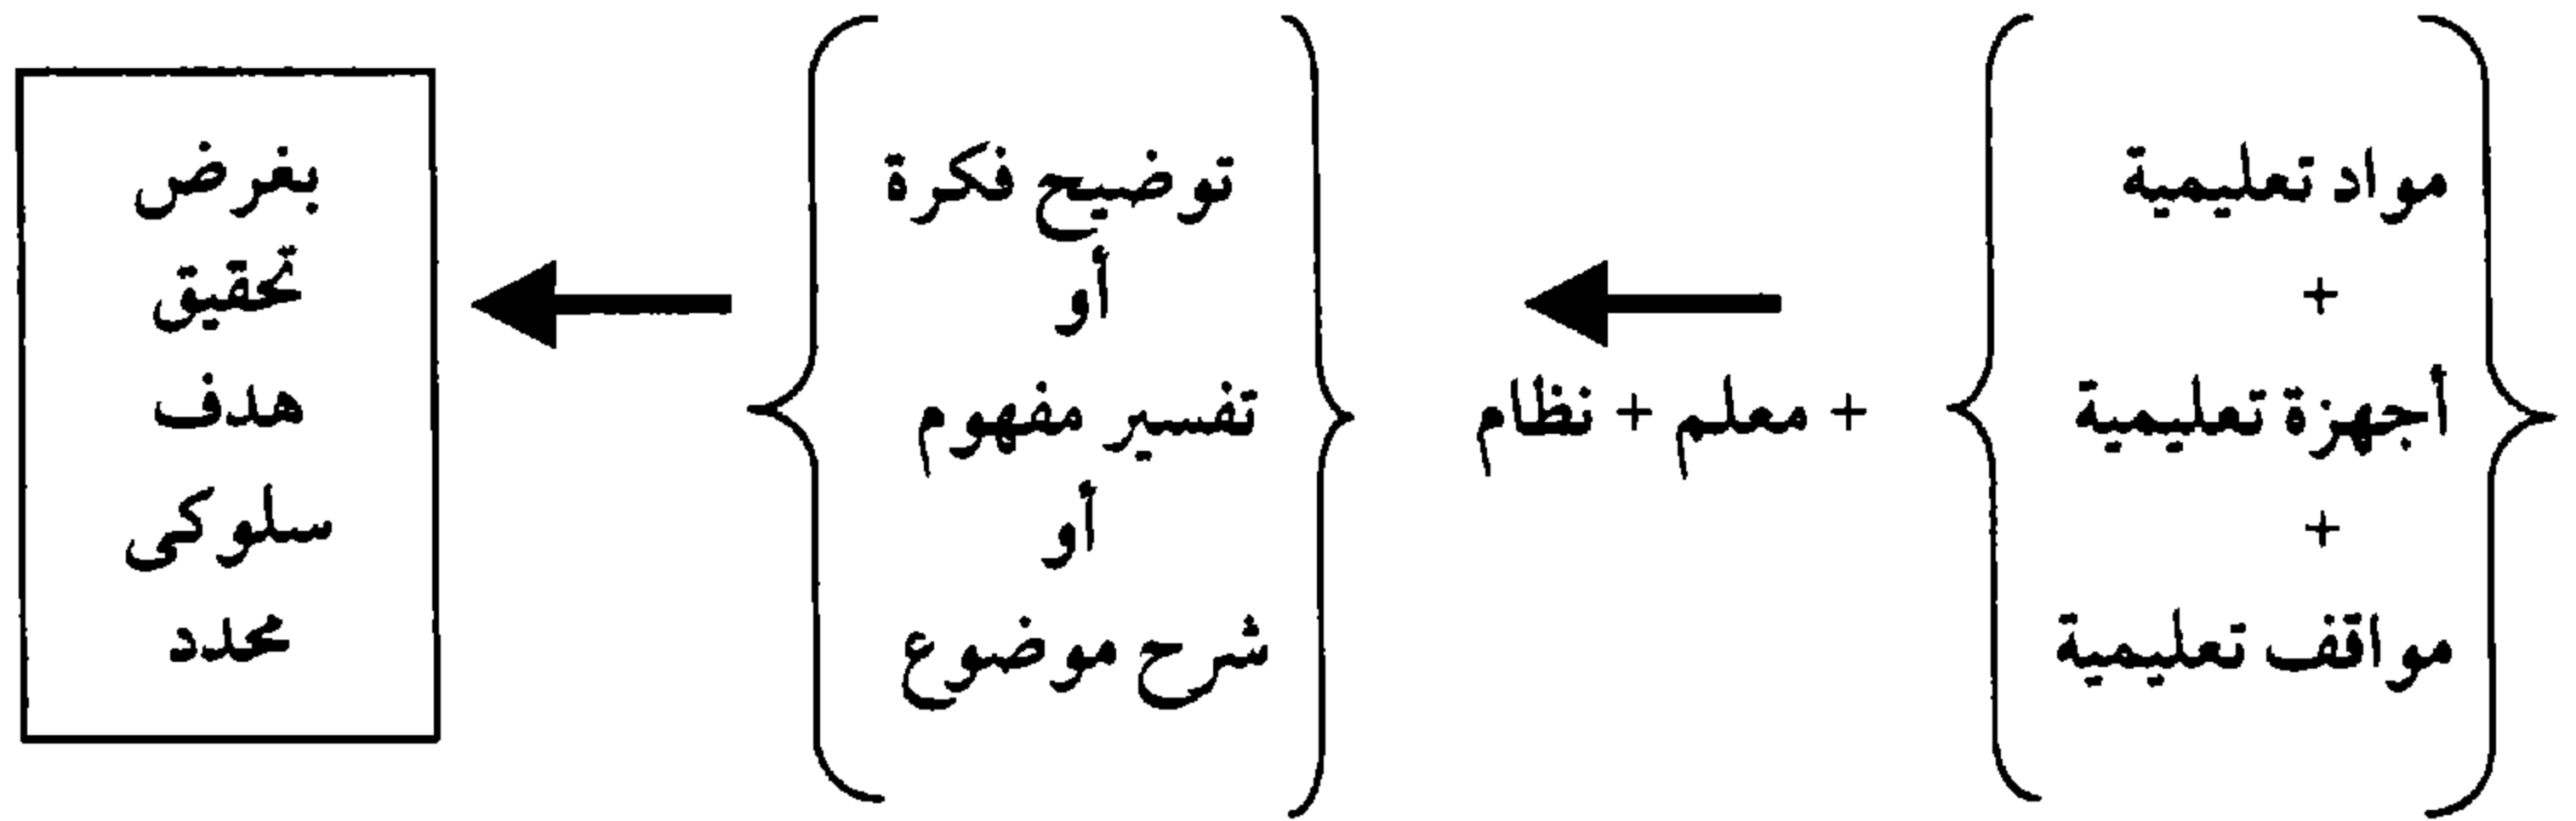 مواد تعليمية
+
أجهزة تعليمية
+
مواقف تعليمية
+ معلم + نظام
توضيح فكرة
أو
تفسير مفهوم
أو
شرح موضوع
بغرض
تحقيق
هدف
سلوكى
محدد